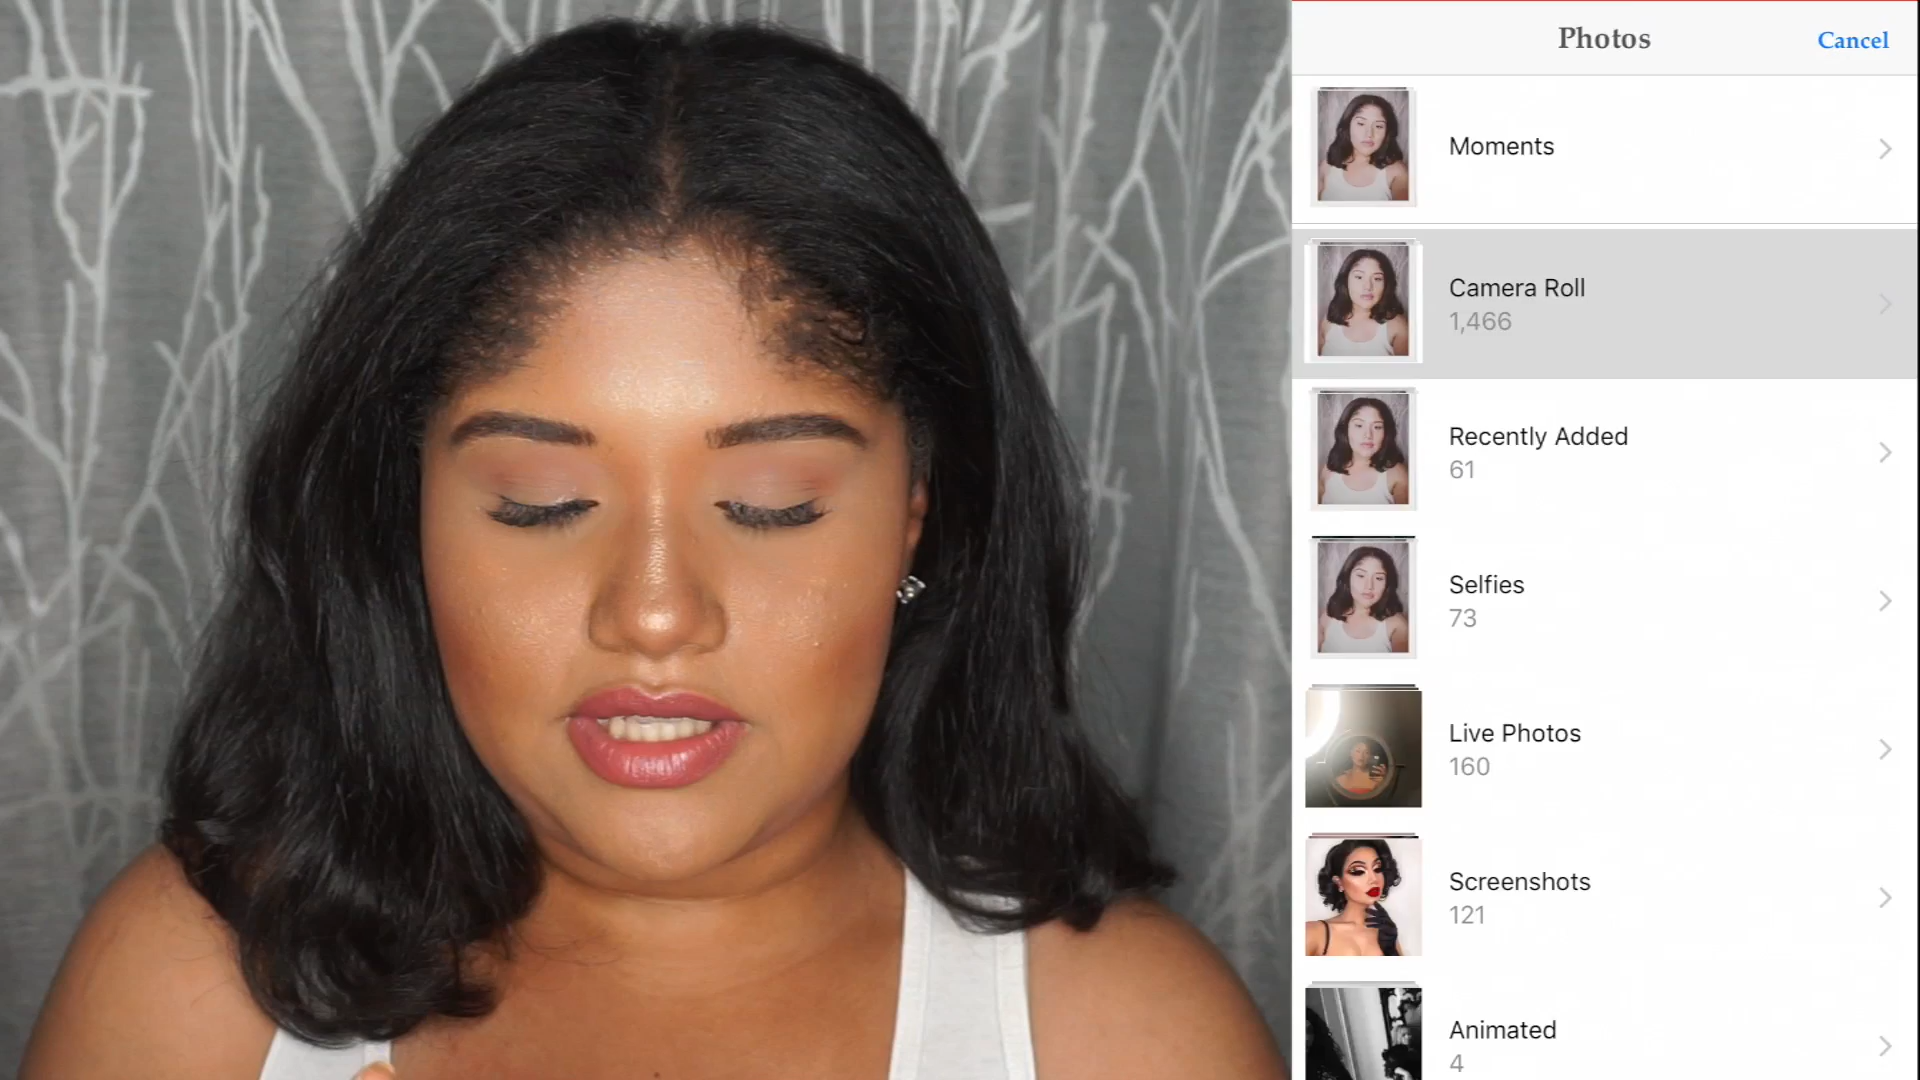 Photos
Cancel
Moments
Camera Roll
1,466
Recently Added
61
Selfies
73
Live Photos
160
Screenshots
121
Animated
4